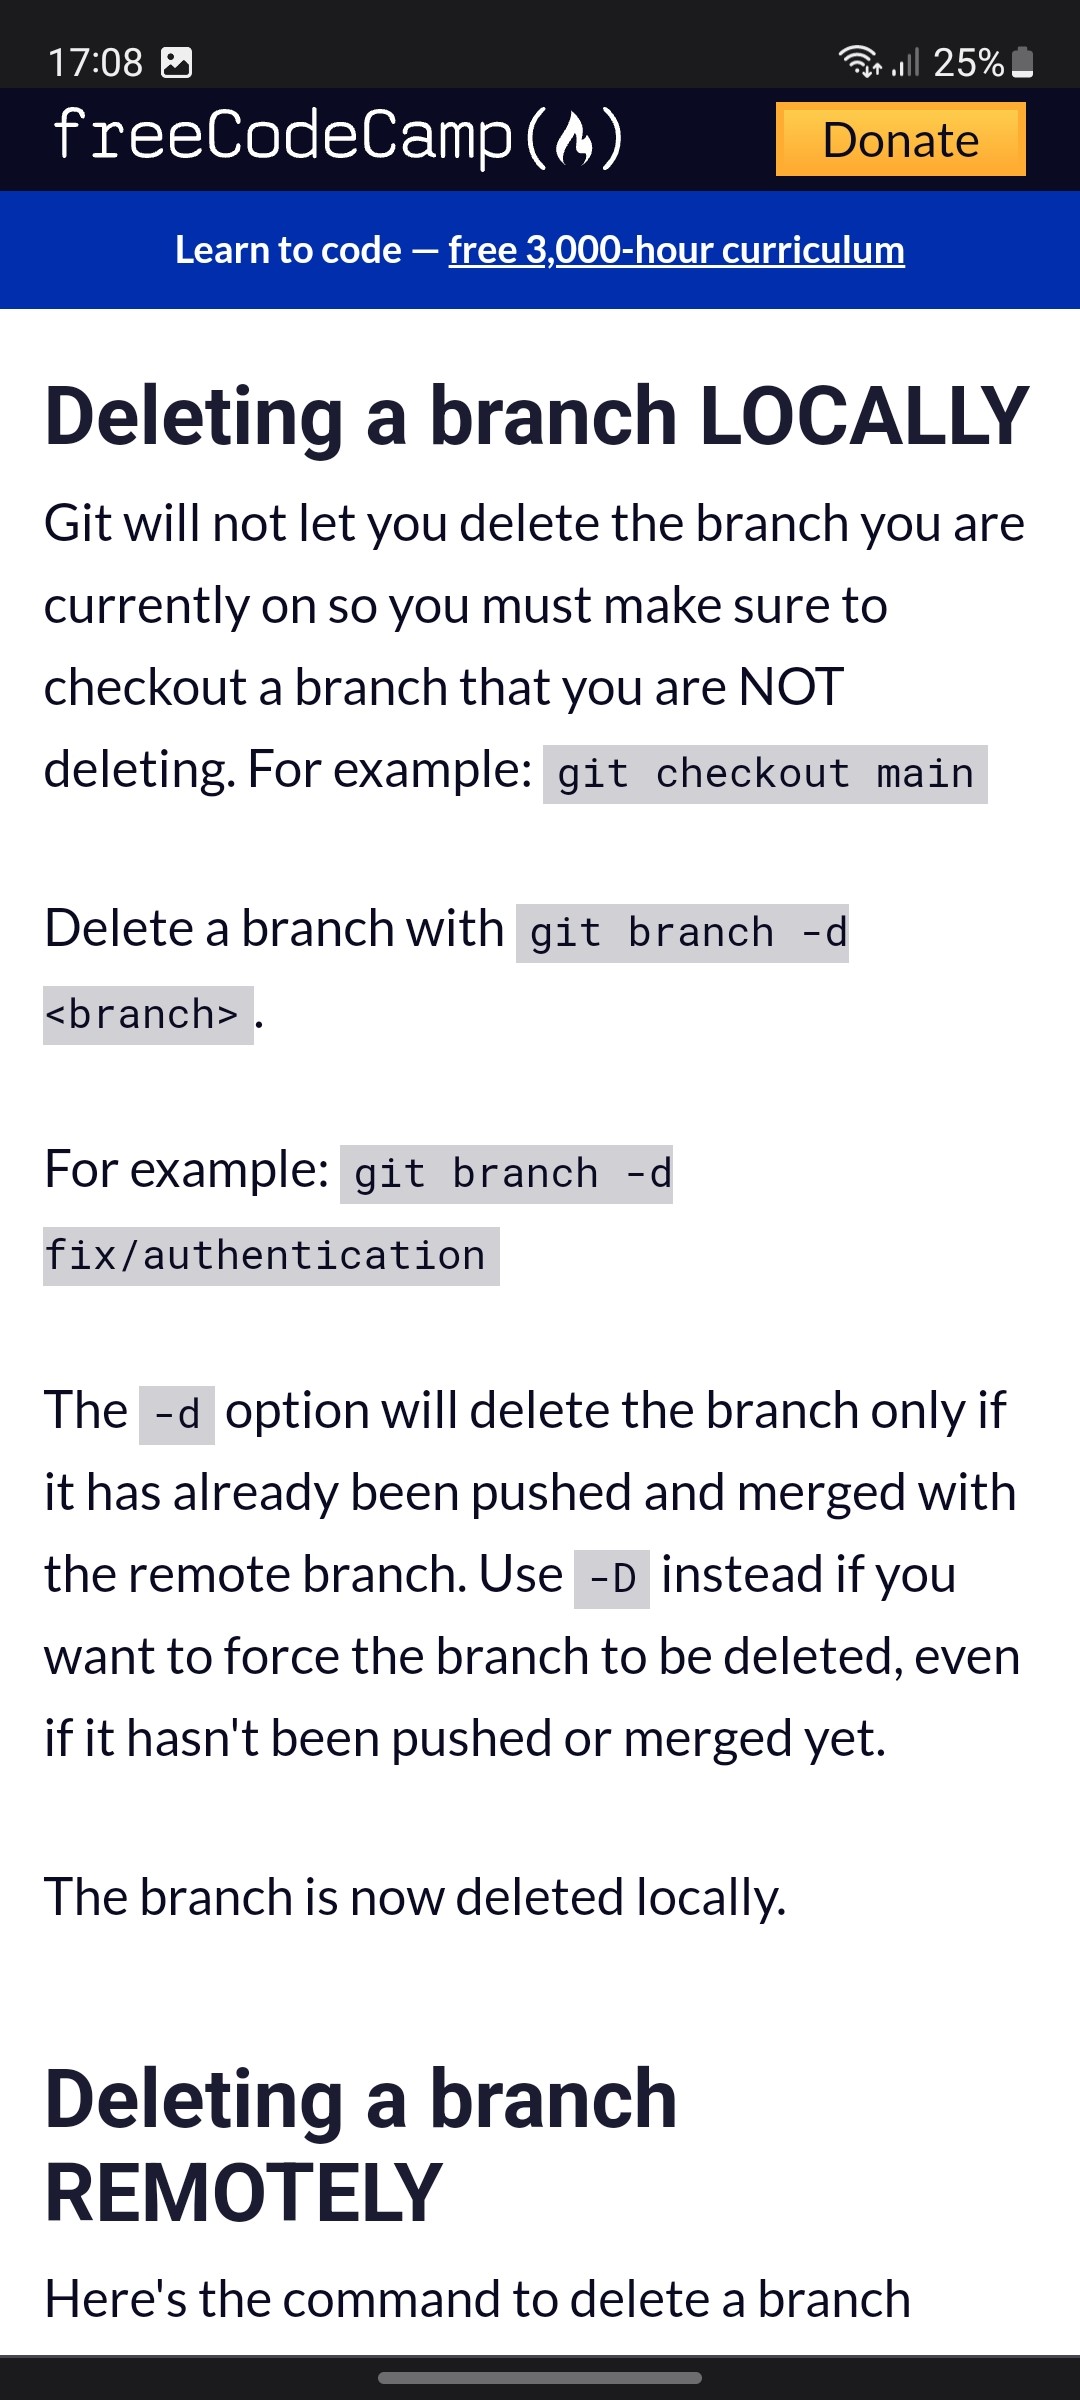 17:08
25%
freeCodeCamp(🔥)
Donate
Learn to code — free 3,000-hour curriculum
Deleting a branch LOCALLY
Git will not let you delete the branch you are
currently on so you must make sure to
checkout a branch that you are NOT
deleting. For example: git checkout main
Delete a branch with git branch -d
<branch> .
For example: git branch -d
fix/authentication
The -d option will delete the branch only if
it has already been pushed and merged with
the remote branch. Use -D instead if you
want to force the branch to be deleted, even
if it hasn't been pushed or merged yet.
The branch is now deleted locally.
Deleting a branch
REMOTELY
Here's the command to delete a branch